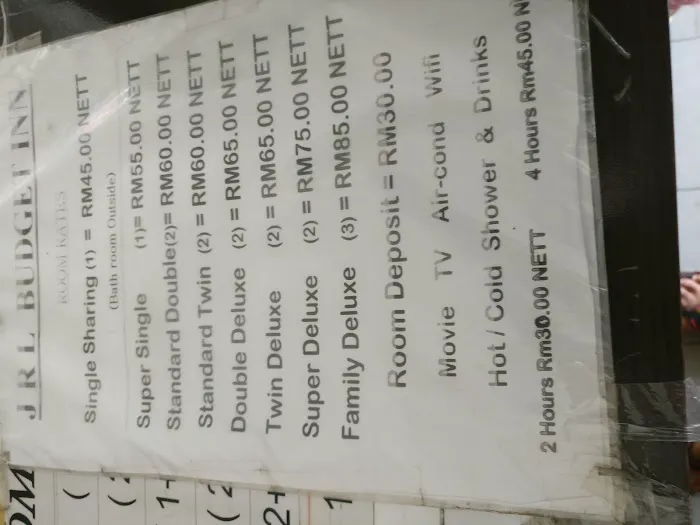 J R L BUDGET INN
ROOM RATES
Single Sharing (1) = RM45.00 NETT
(Bath room Outside)
Super Single (1)= RM55.00 NETT
Standard Double(2)= RM60.00 NETT
Standard Twin (2) = RM60.00 NETT
Double Deluxe (2) = RM65.00 NETT
Twin Deluxe (2) = RM65.00 NETT
Super Deluxe (2) = RM75.00 NETT
Family Deluxe (3) = RM85.00 NETT
Room Deposit = RM30.00
Movie TV Air-cond Wifi
Hot / Cold Shower & Drinks
2 Hours Rm30.00 NETT 4 Hours Rm45.00 N